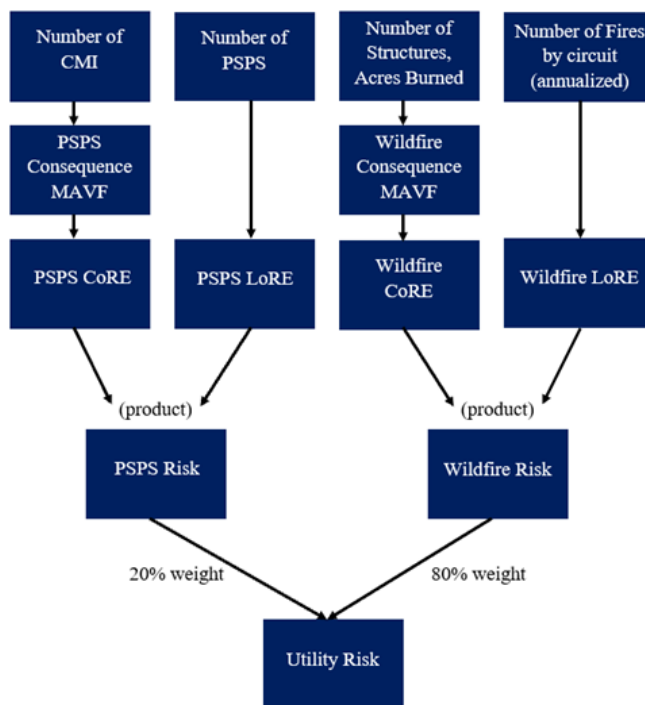 Number of
CMI
Number of
PSPS
Number of
Structures,
Acres Burned
Number of Fires
by circuit
(annualized)
PSPS
Consequence
MAVF
Wildfire
Consequence
MAVF
PSPS CoRE
PSPS LoRE
Wildfire
CoRE
Wildfire LoRE
(product)
(product)
PSPS Risk
Wildfire Risk
20% weight
80% weight
Utility Risk